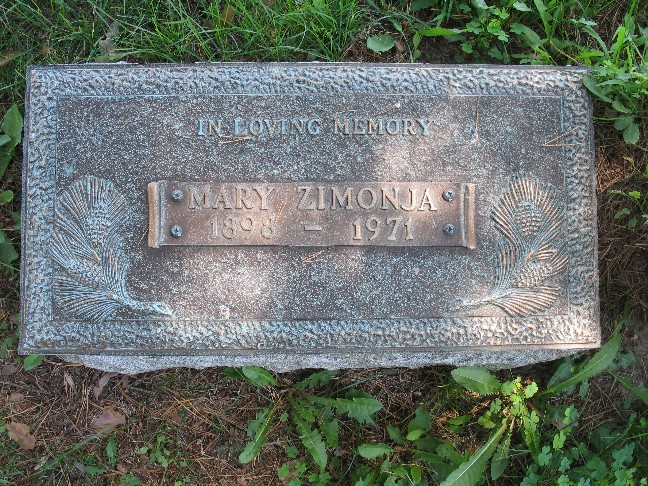 IN LOVING MEMORY
MARY ZIMONJA
1898 – 1971